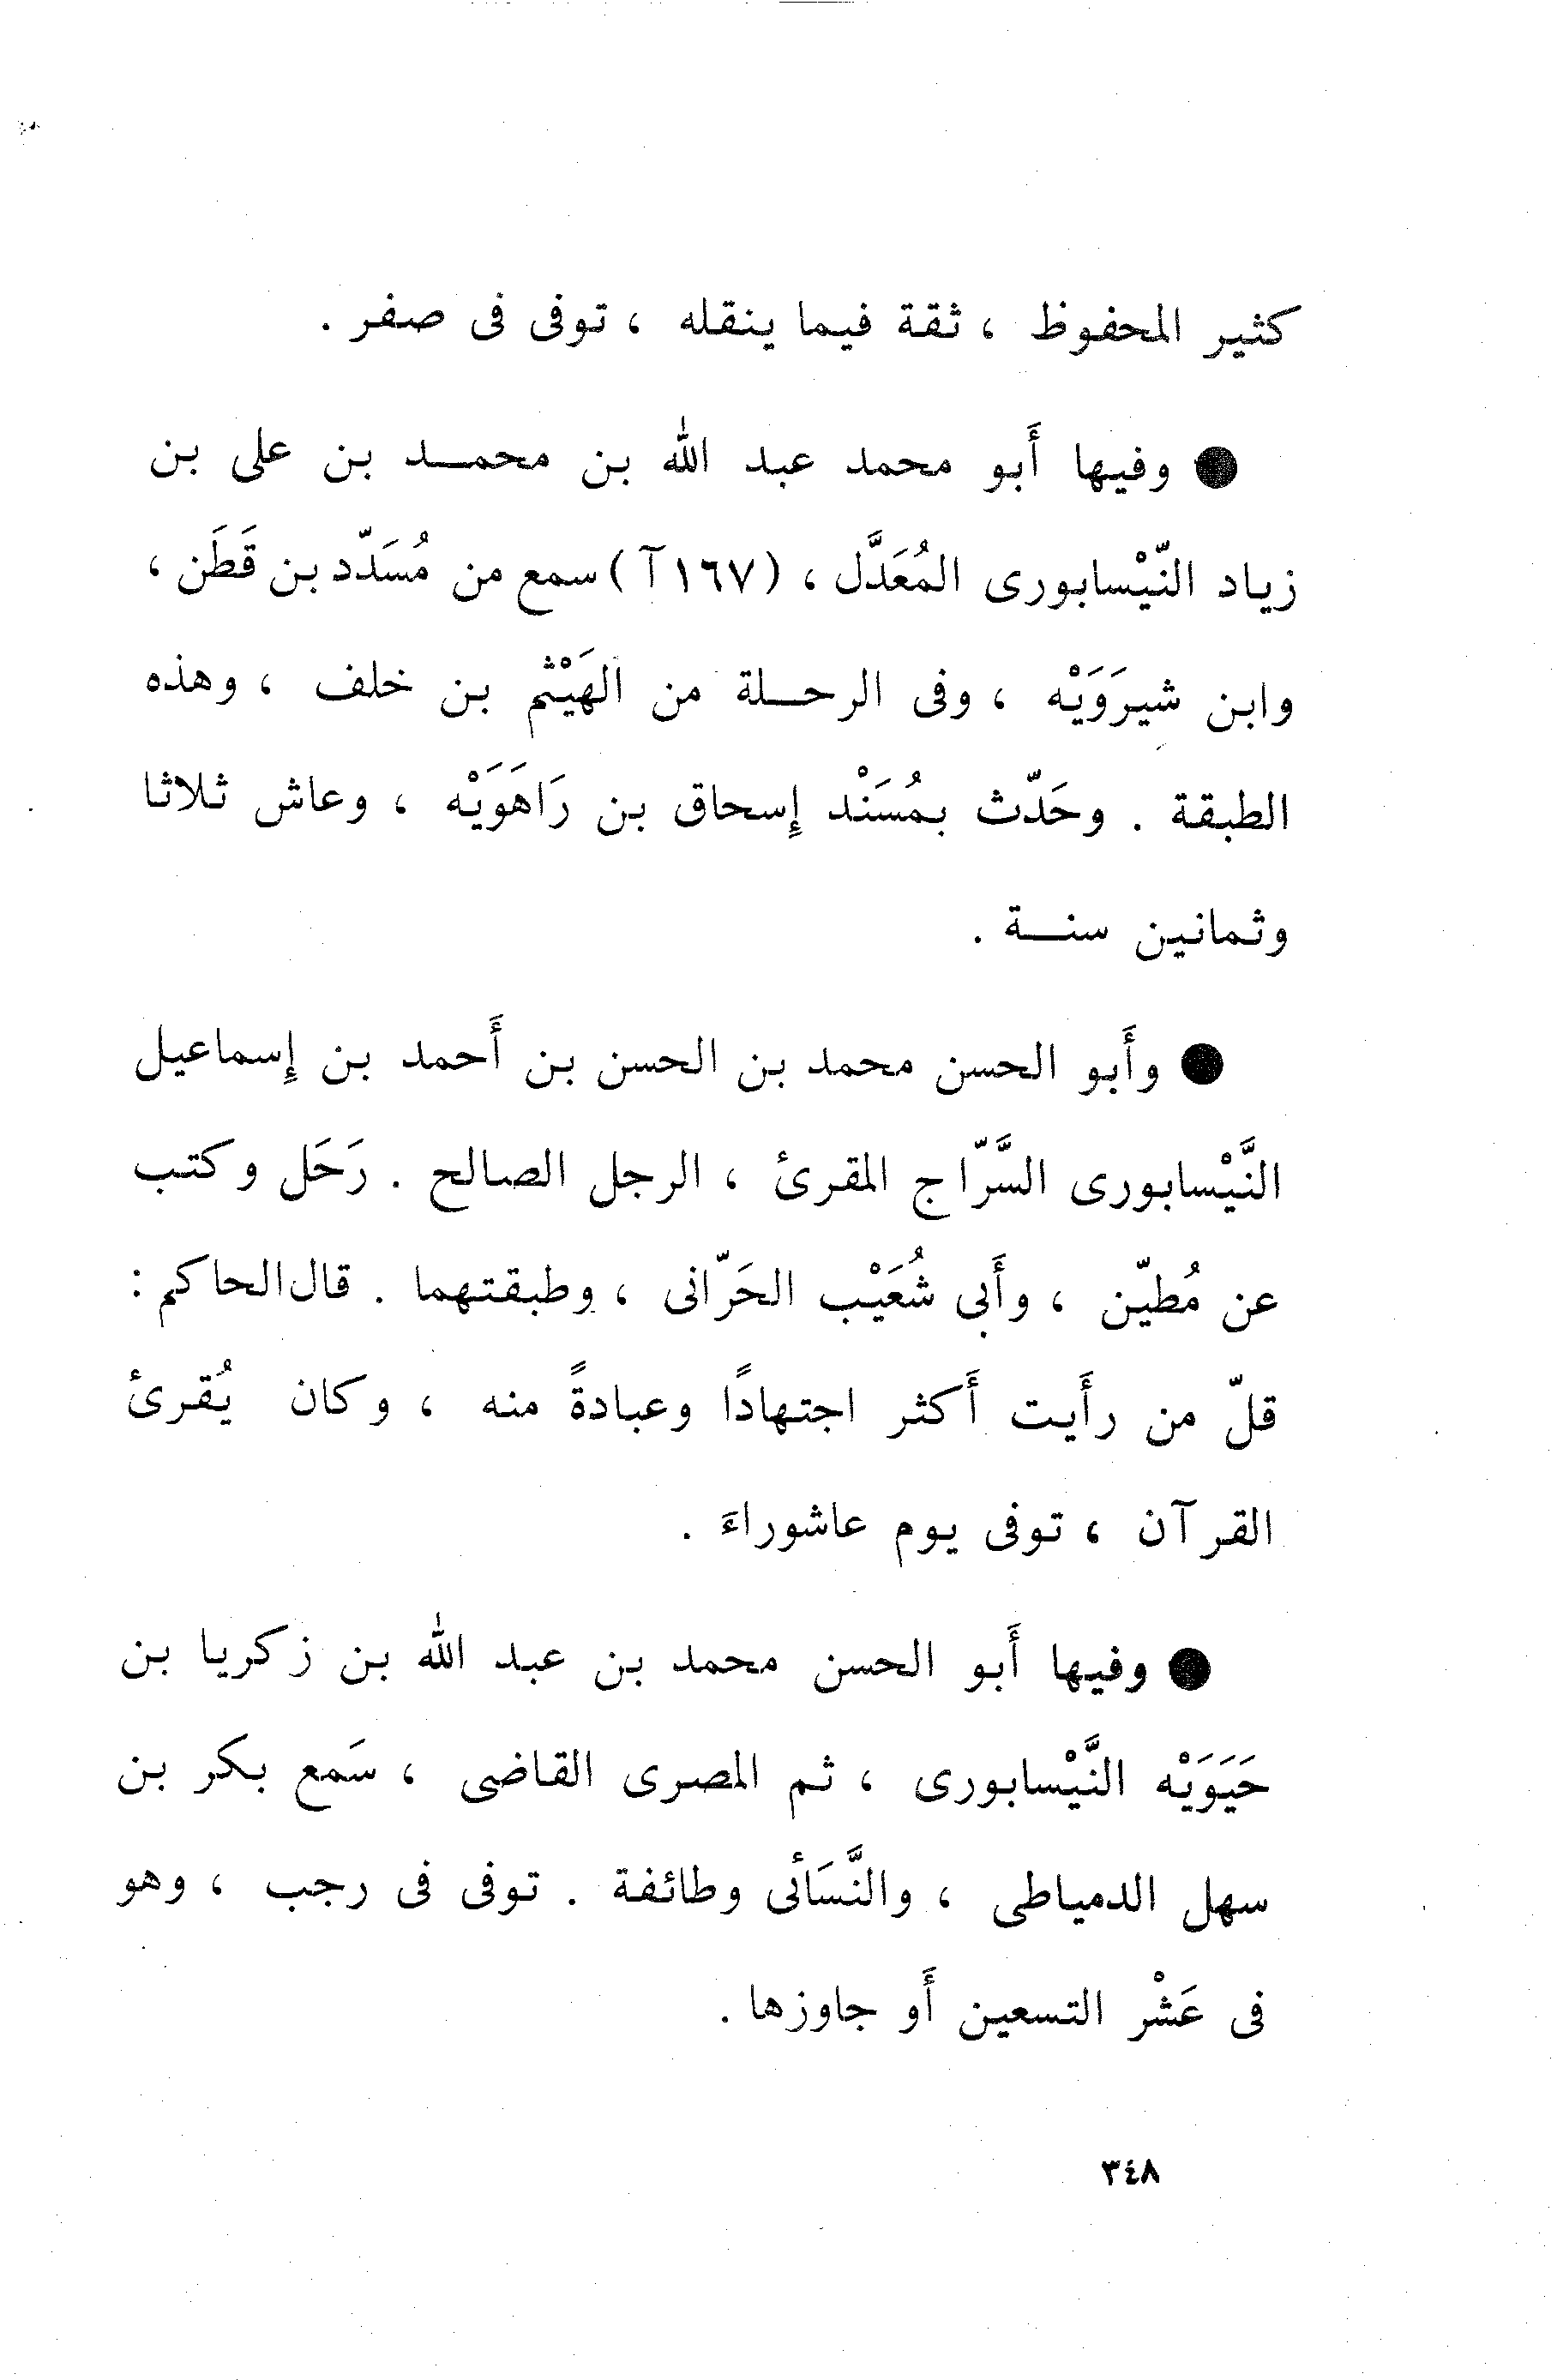 كثير المحفوظ ، ثقة فيما ينقله ، توفى فى صفر .
● وفيها أَبو محمد عبد الله بن محمد بن على بن
زياد النّيْسابورى المُعَدَّل ، (١٦٧ آ) سمع من مُسَدّد بن قَطَن ،
وابن شيرَوَيْه ، وفى الرحلة من الهَيْثم بن خلف ، وهذه
الطبقة . وحَدّث بمُسَنْد إِسحاق بن رَاهَوَيْه ، وعاش ثلاثا
وثمانين سنة .
● وأَبو الحسن محمد بن الحسن بن أَحمد بن إِسماعيل
النَّيْسابورى السَّرّاج المقرئ ، الرجل الصالح . رَحَل وكتب
عن مُطيّن ، وأَبى شُعَيْب الحَرّانى ، وطبقتهما . قال الحاكم :
قلّ من رأَيت أَكثر اجتهادًا وعبادةً منه ، وكان يُقرئ
القرآن ، توفى يوم عاشوراءَ .
● وفيها أَبو الحسن محمد بن عبد الله بن زكريا بن
حَيَوَيْه النَّيْسابورى ، ثم المصرى القاضى ، سَمع بكر بن
سهل الدمياطى ، والنَّسَائى وطائفة . توفى فى رجب ، وهو
فى عَشْر التسعين أَو جاوزها .
٣٤٨